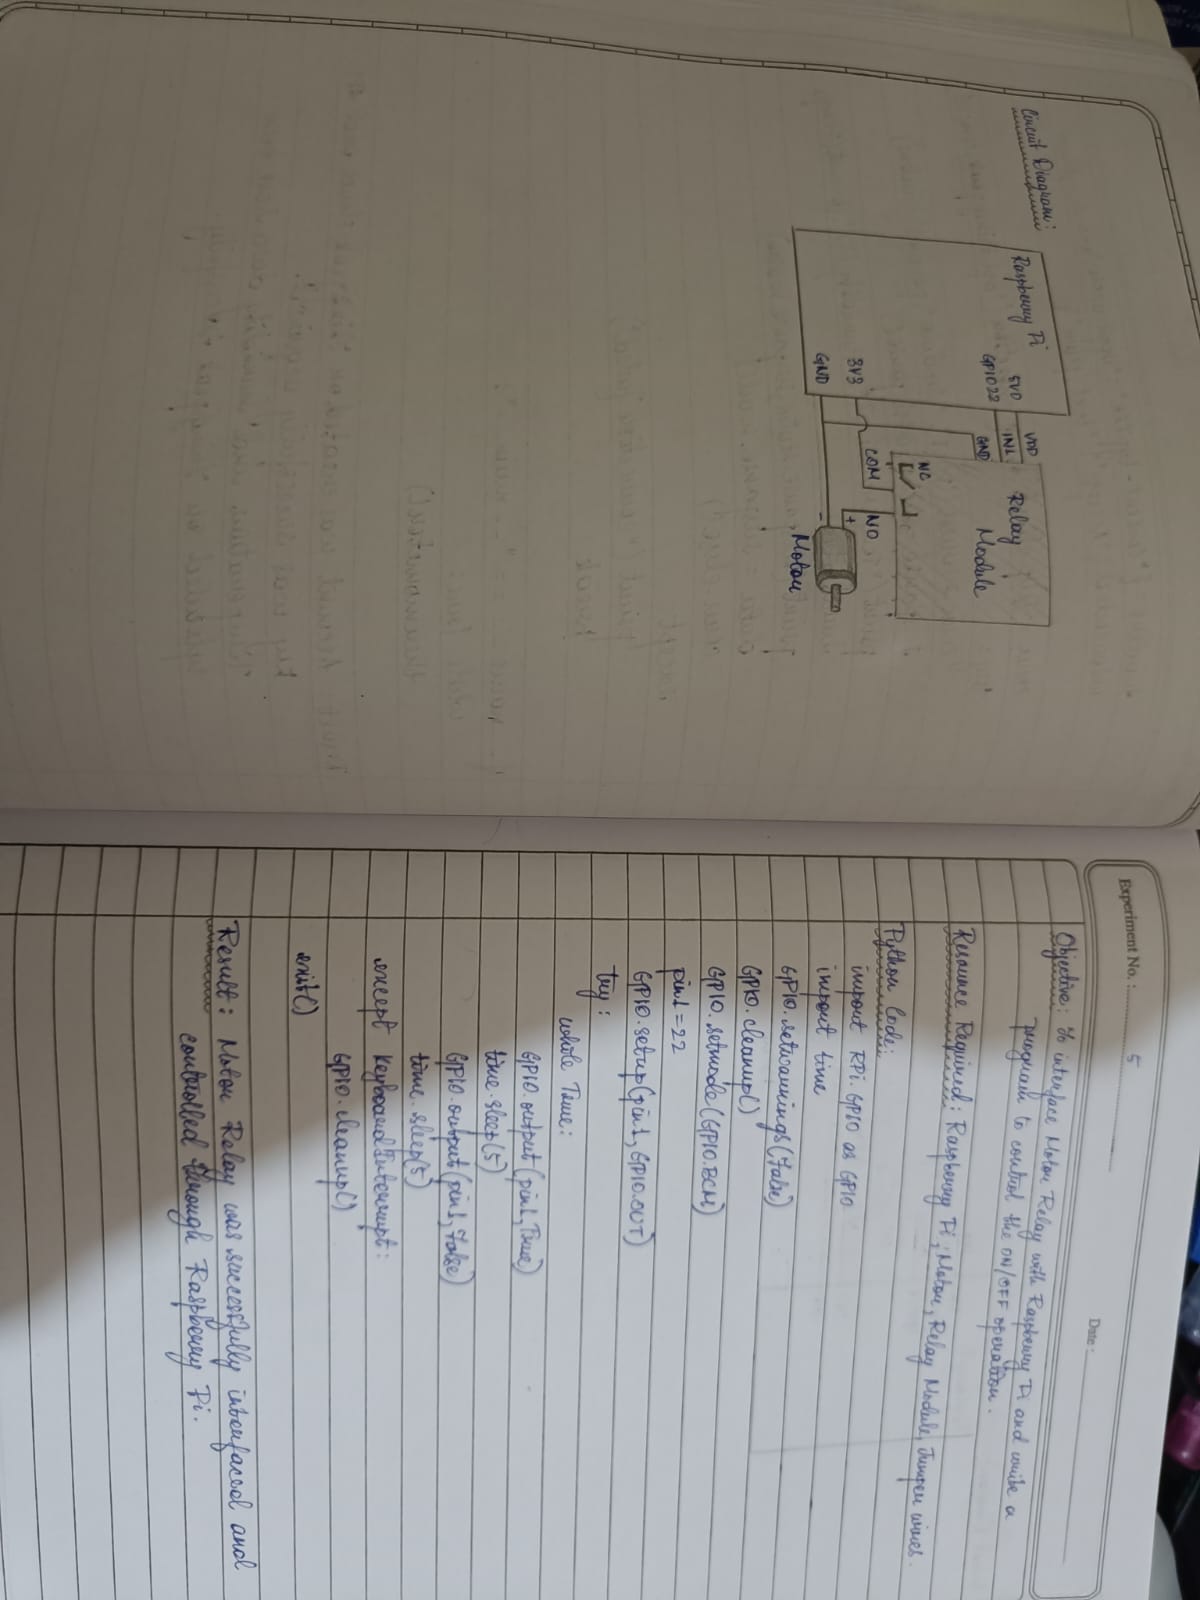 Circuit Diagram:
Raspberry Pi
5VD
GPIO22
3V3
GND
VDD
IN1
GND
Relay
Module
NC
COM
NO
+
-
Motor
Experiment No.: 5
Date:
Objective: To interface Motor Relay with Raspberry Pi and write a
program to control the ON/OFF operation.
Resource Required: Raspberry Pi, Motor, Relay Module, Jumper wires.
Python Code:
import RPi.GPIO as GPIO
import time
GPIO.setwarnings(False)
GPIO.cleanup()
GPIO.setmode(GPIO.BCM)
pin1 = 22
GPIO.setup(pin1, GPIO.OUT)
try:
while True:
GPIO.output(pin1, True)
time.sleep(5)
GPIO.output(pin1, False)
time.sleep(5)
except KeyboardInterrupt:
GPIO.cleanup()
exit()
Result: Motor Relay was successfully interfaced and
controlled through Raspberry Pi.